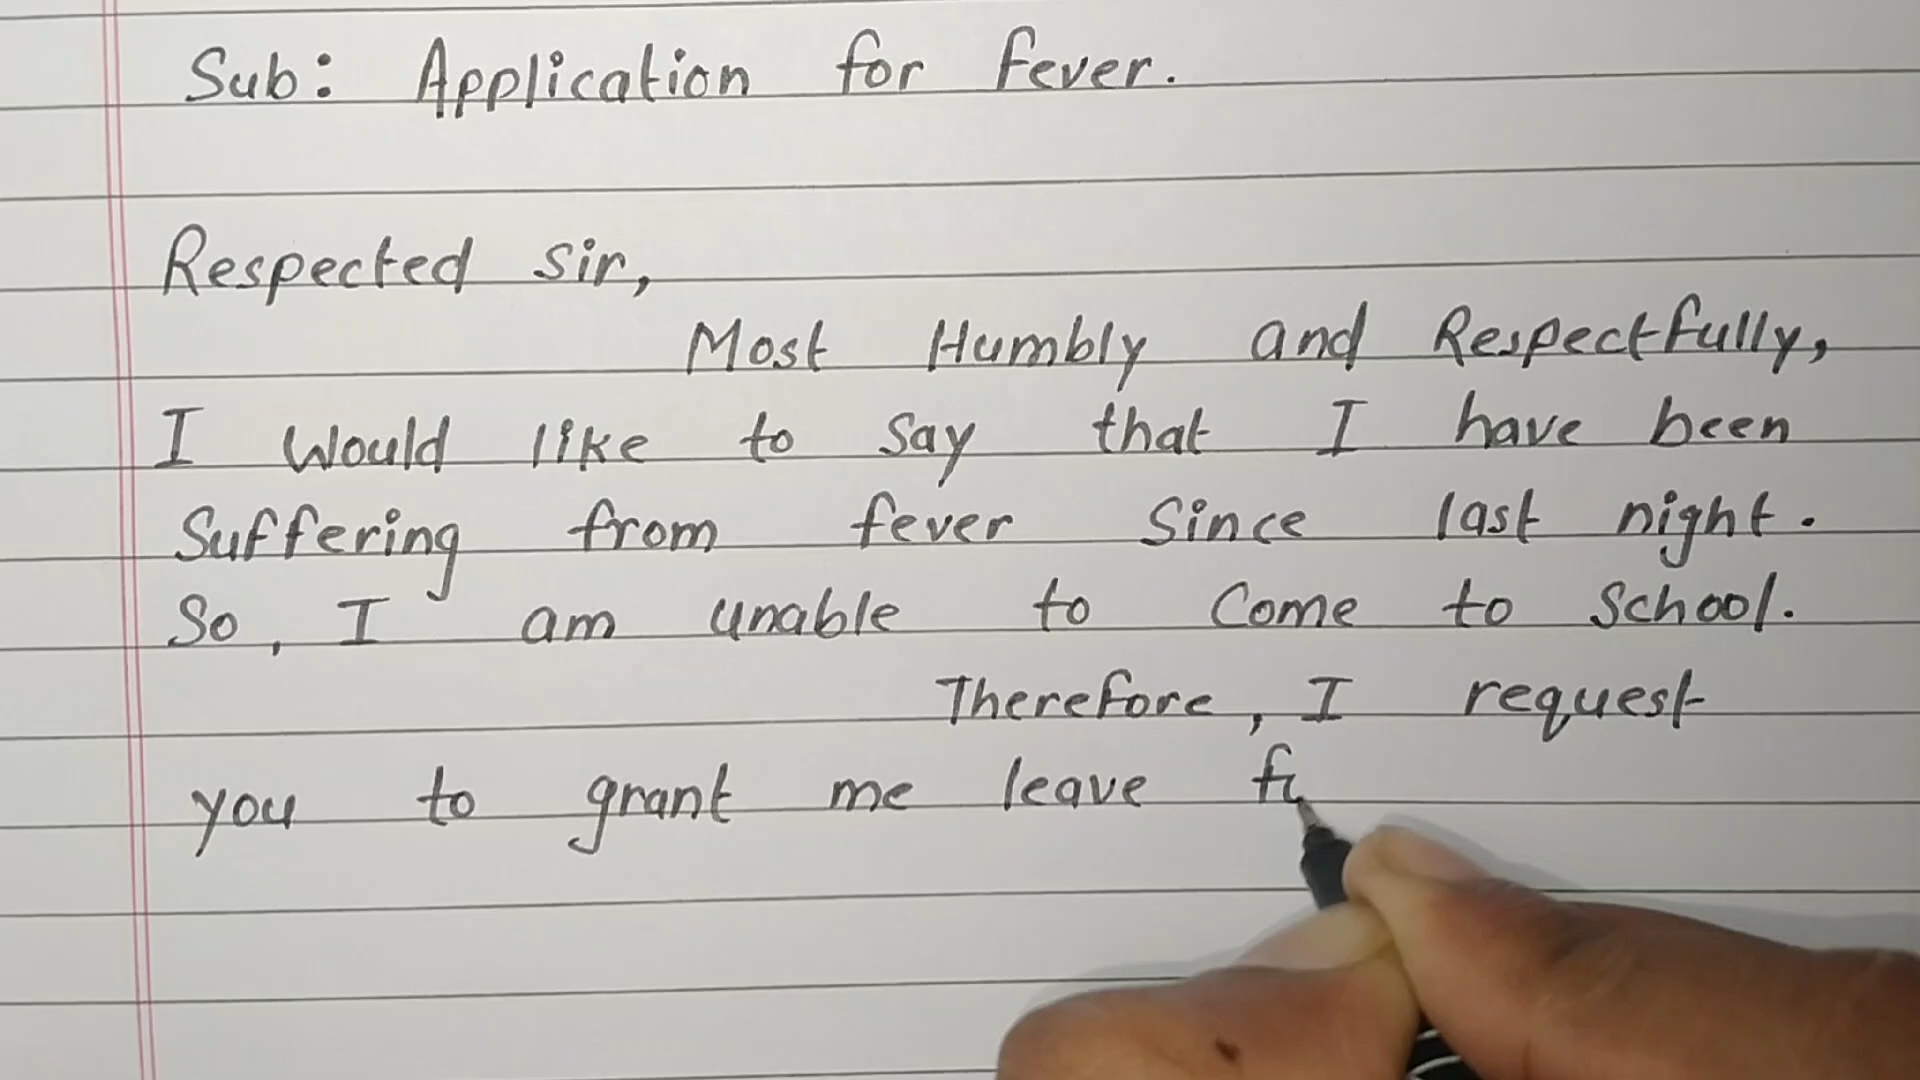 Sub: Application for fever.
Respected Sir,
Most Humbly and Respectfully,
I would like to say that I have been
Suffering from fever Since last night.
So, I am unable to Come to School.
Therefore, I request
you to grant me leave